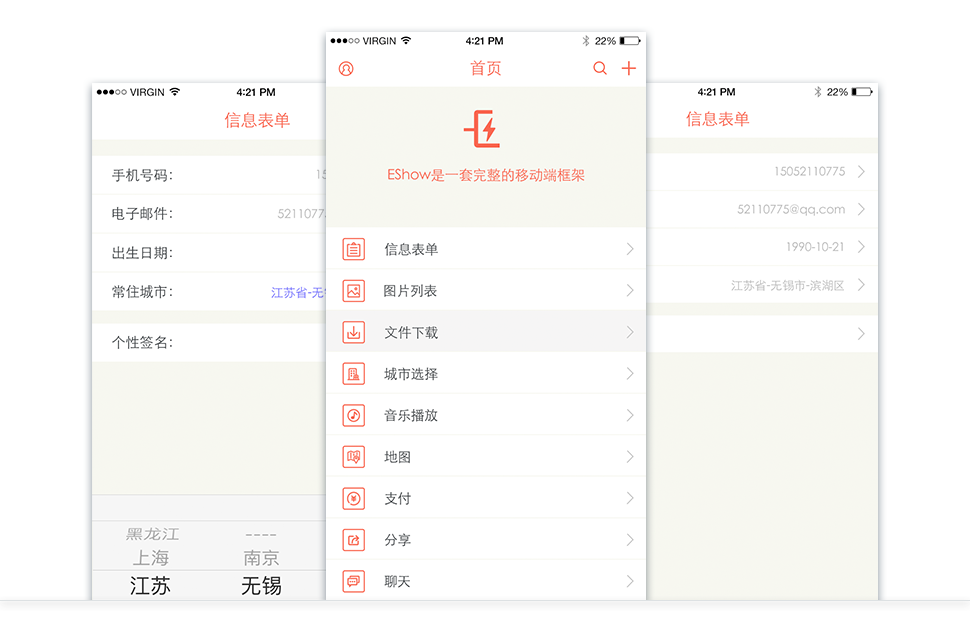 VIRGIN 4:21 PM
信息表单
手机号码: 15
电子邮件: 52110775
出生日期:
常住城市: 江苏省-无
个性签名:
黑龙江 ----
上海 南京
江苏 无锡
VIRGIN 4:21 PM 22%
首页
EShow是一套完整的移动端框架
信息表单
图片列表
文件下载
城市选择
音乐播放
地图
支付
分享
聊天
4:21 PM 22%
信息表单
15052110775
52110775@qq.com
1990-10-21
江苏省-无锡市-滨湖区